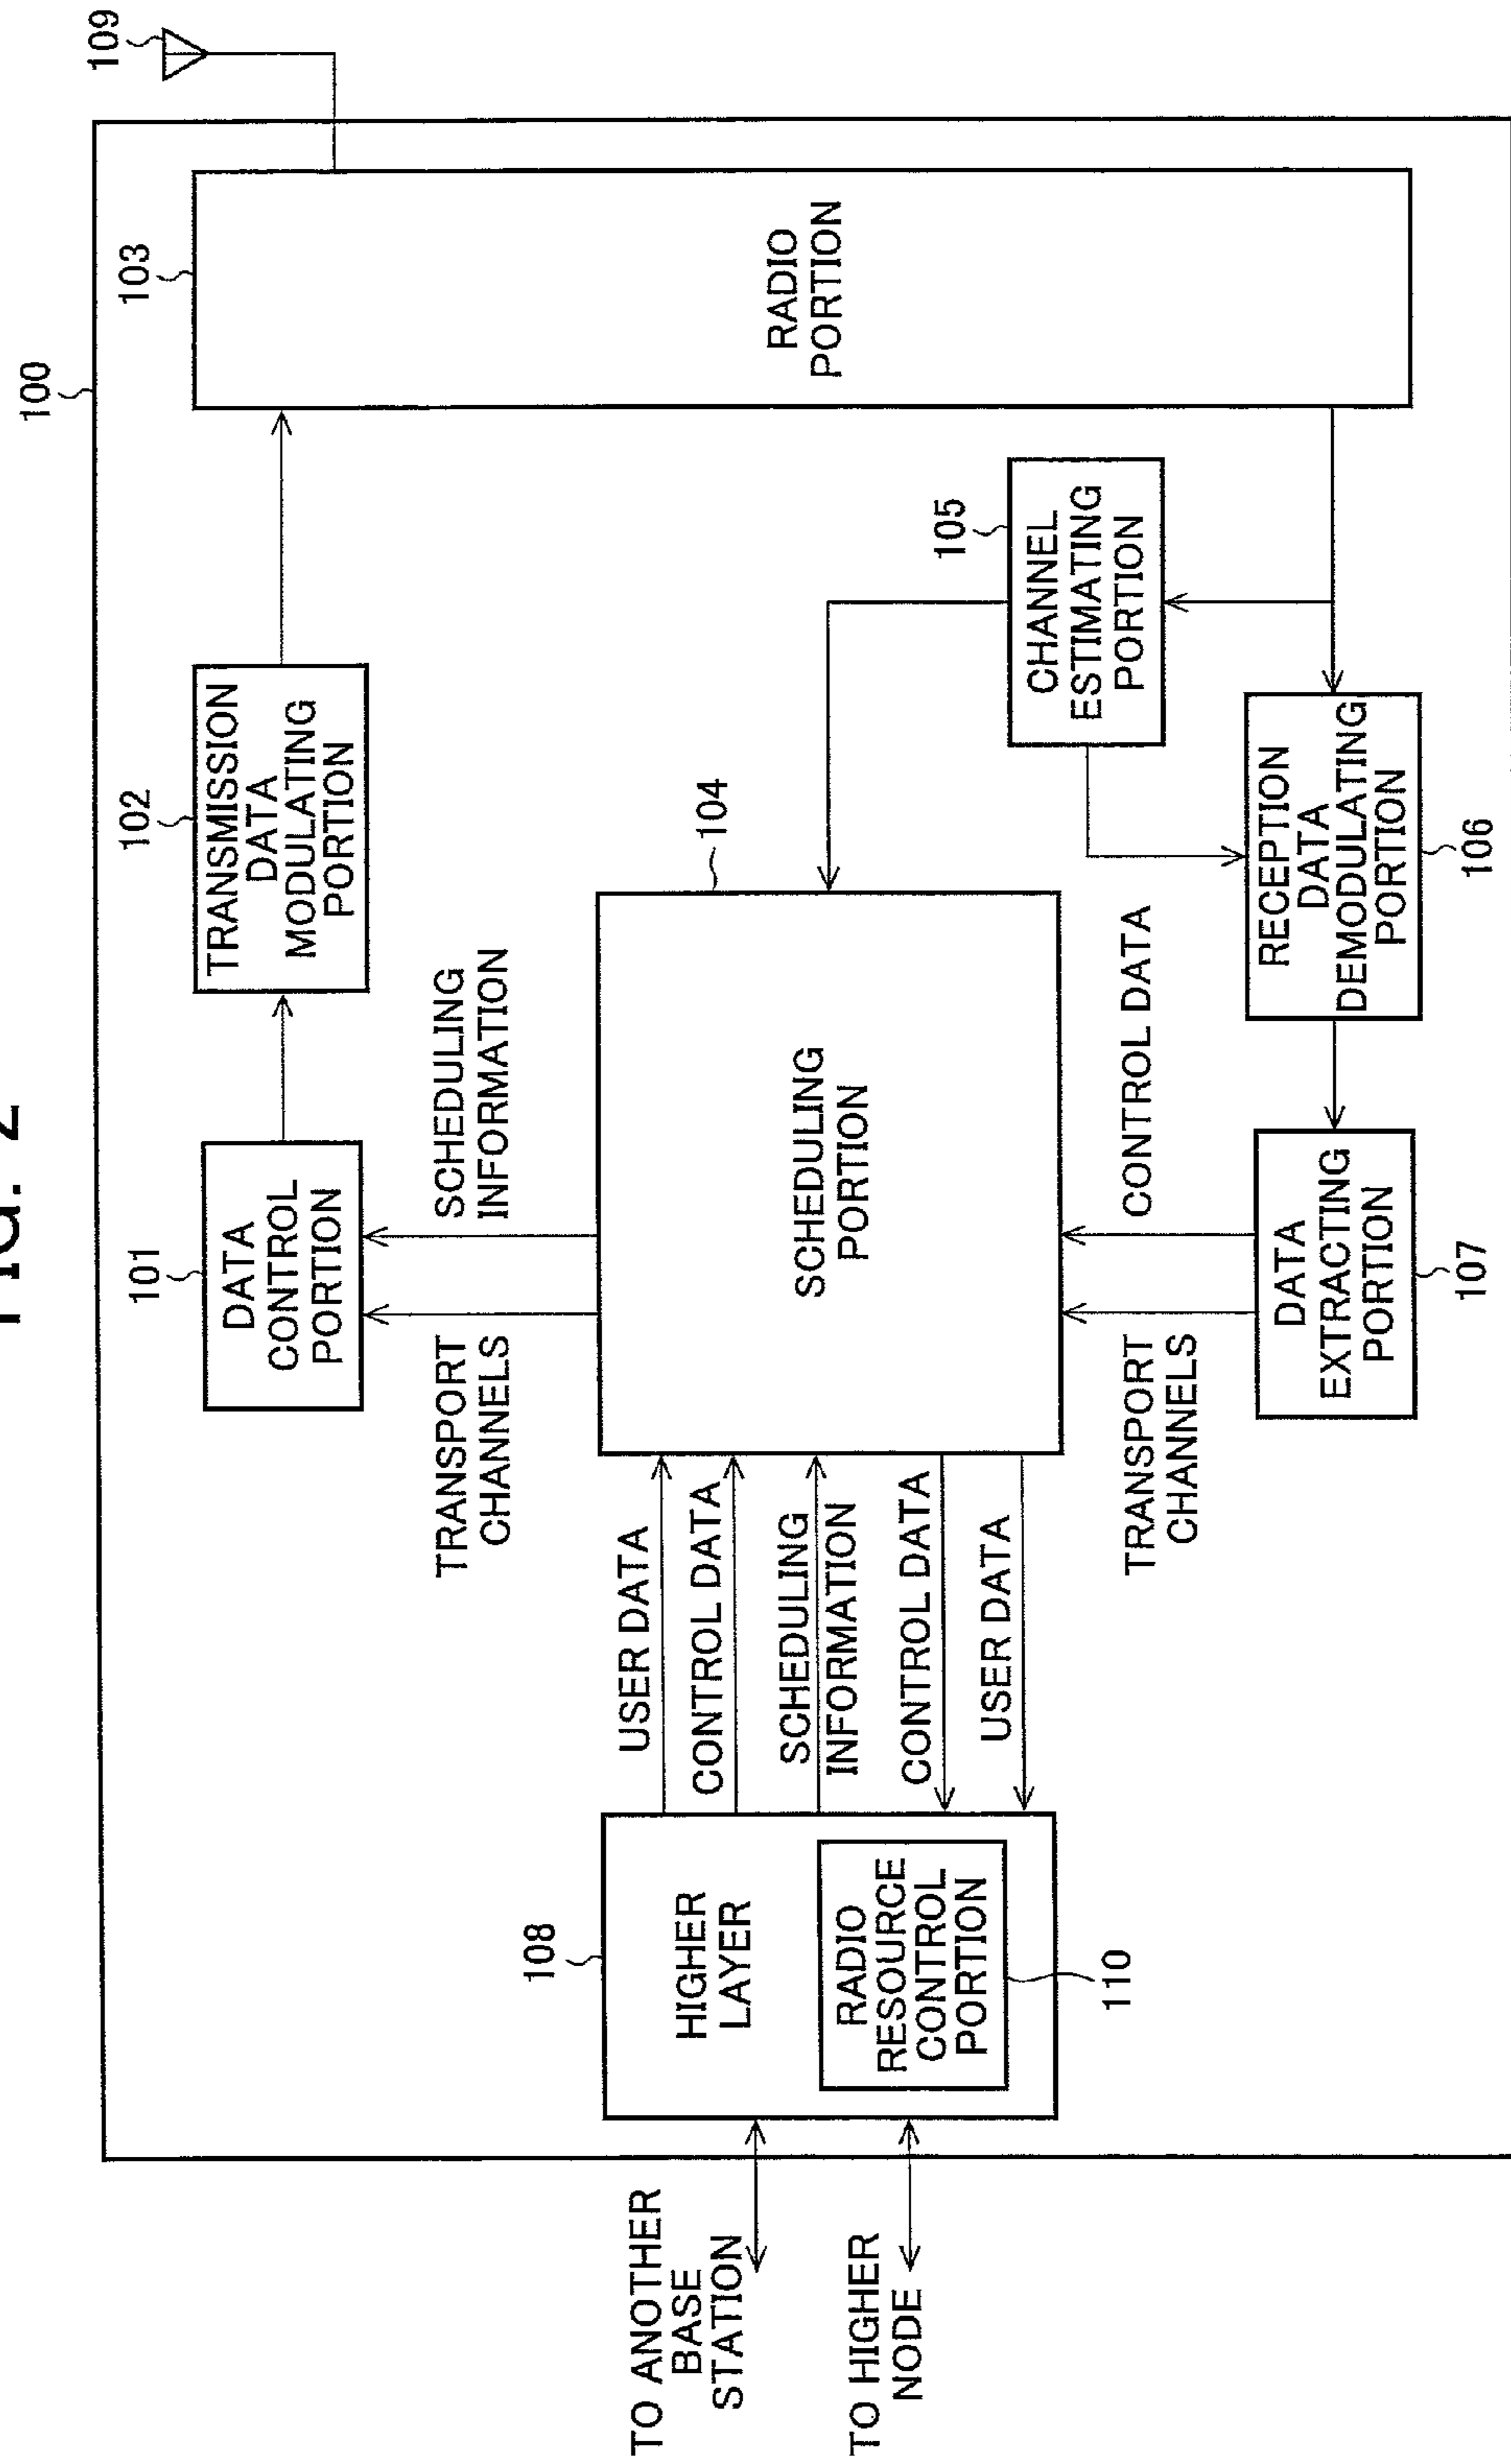 FIG. 2
100
109
101
DATA
CONTROL
PORTION
102
TRANSMISSION
DATA
MODULATING
PORTION
103
RADIO
PORTION
TRANSPORT
CHANNELS
SCHEDULING
INFORMATION
104
SCHEDULING
PORTION
105
CHANNEL
ESTIMATING
PORTION
108
HIGHER
LAYER
RADIO
RESOURCE
CONTROL
PORTION
110
USER DATA
CONTROL DATA
SCHEDULING
INFORMATION
CONTROL DATA
USER DATA
TO ANOTHER
BASE
STATION
TO HIGHER
NODE
TRANSPORT
CHANNELS
CONTROL DATA
DATA
EXTRACTING
PORTION
107
RECEPTION
DATA
DEMODULATING
PORTION
106